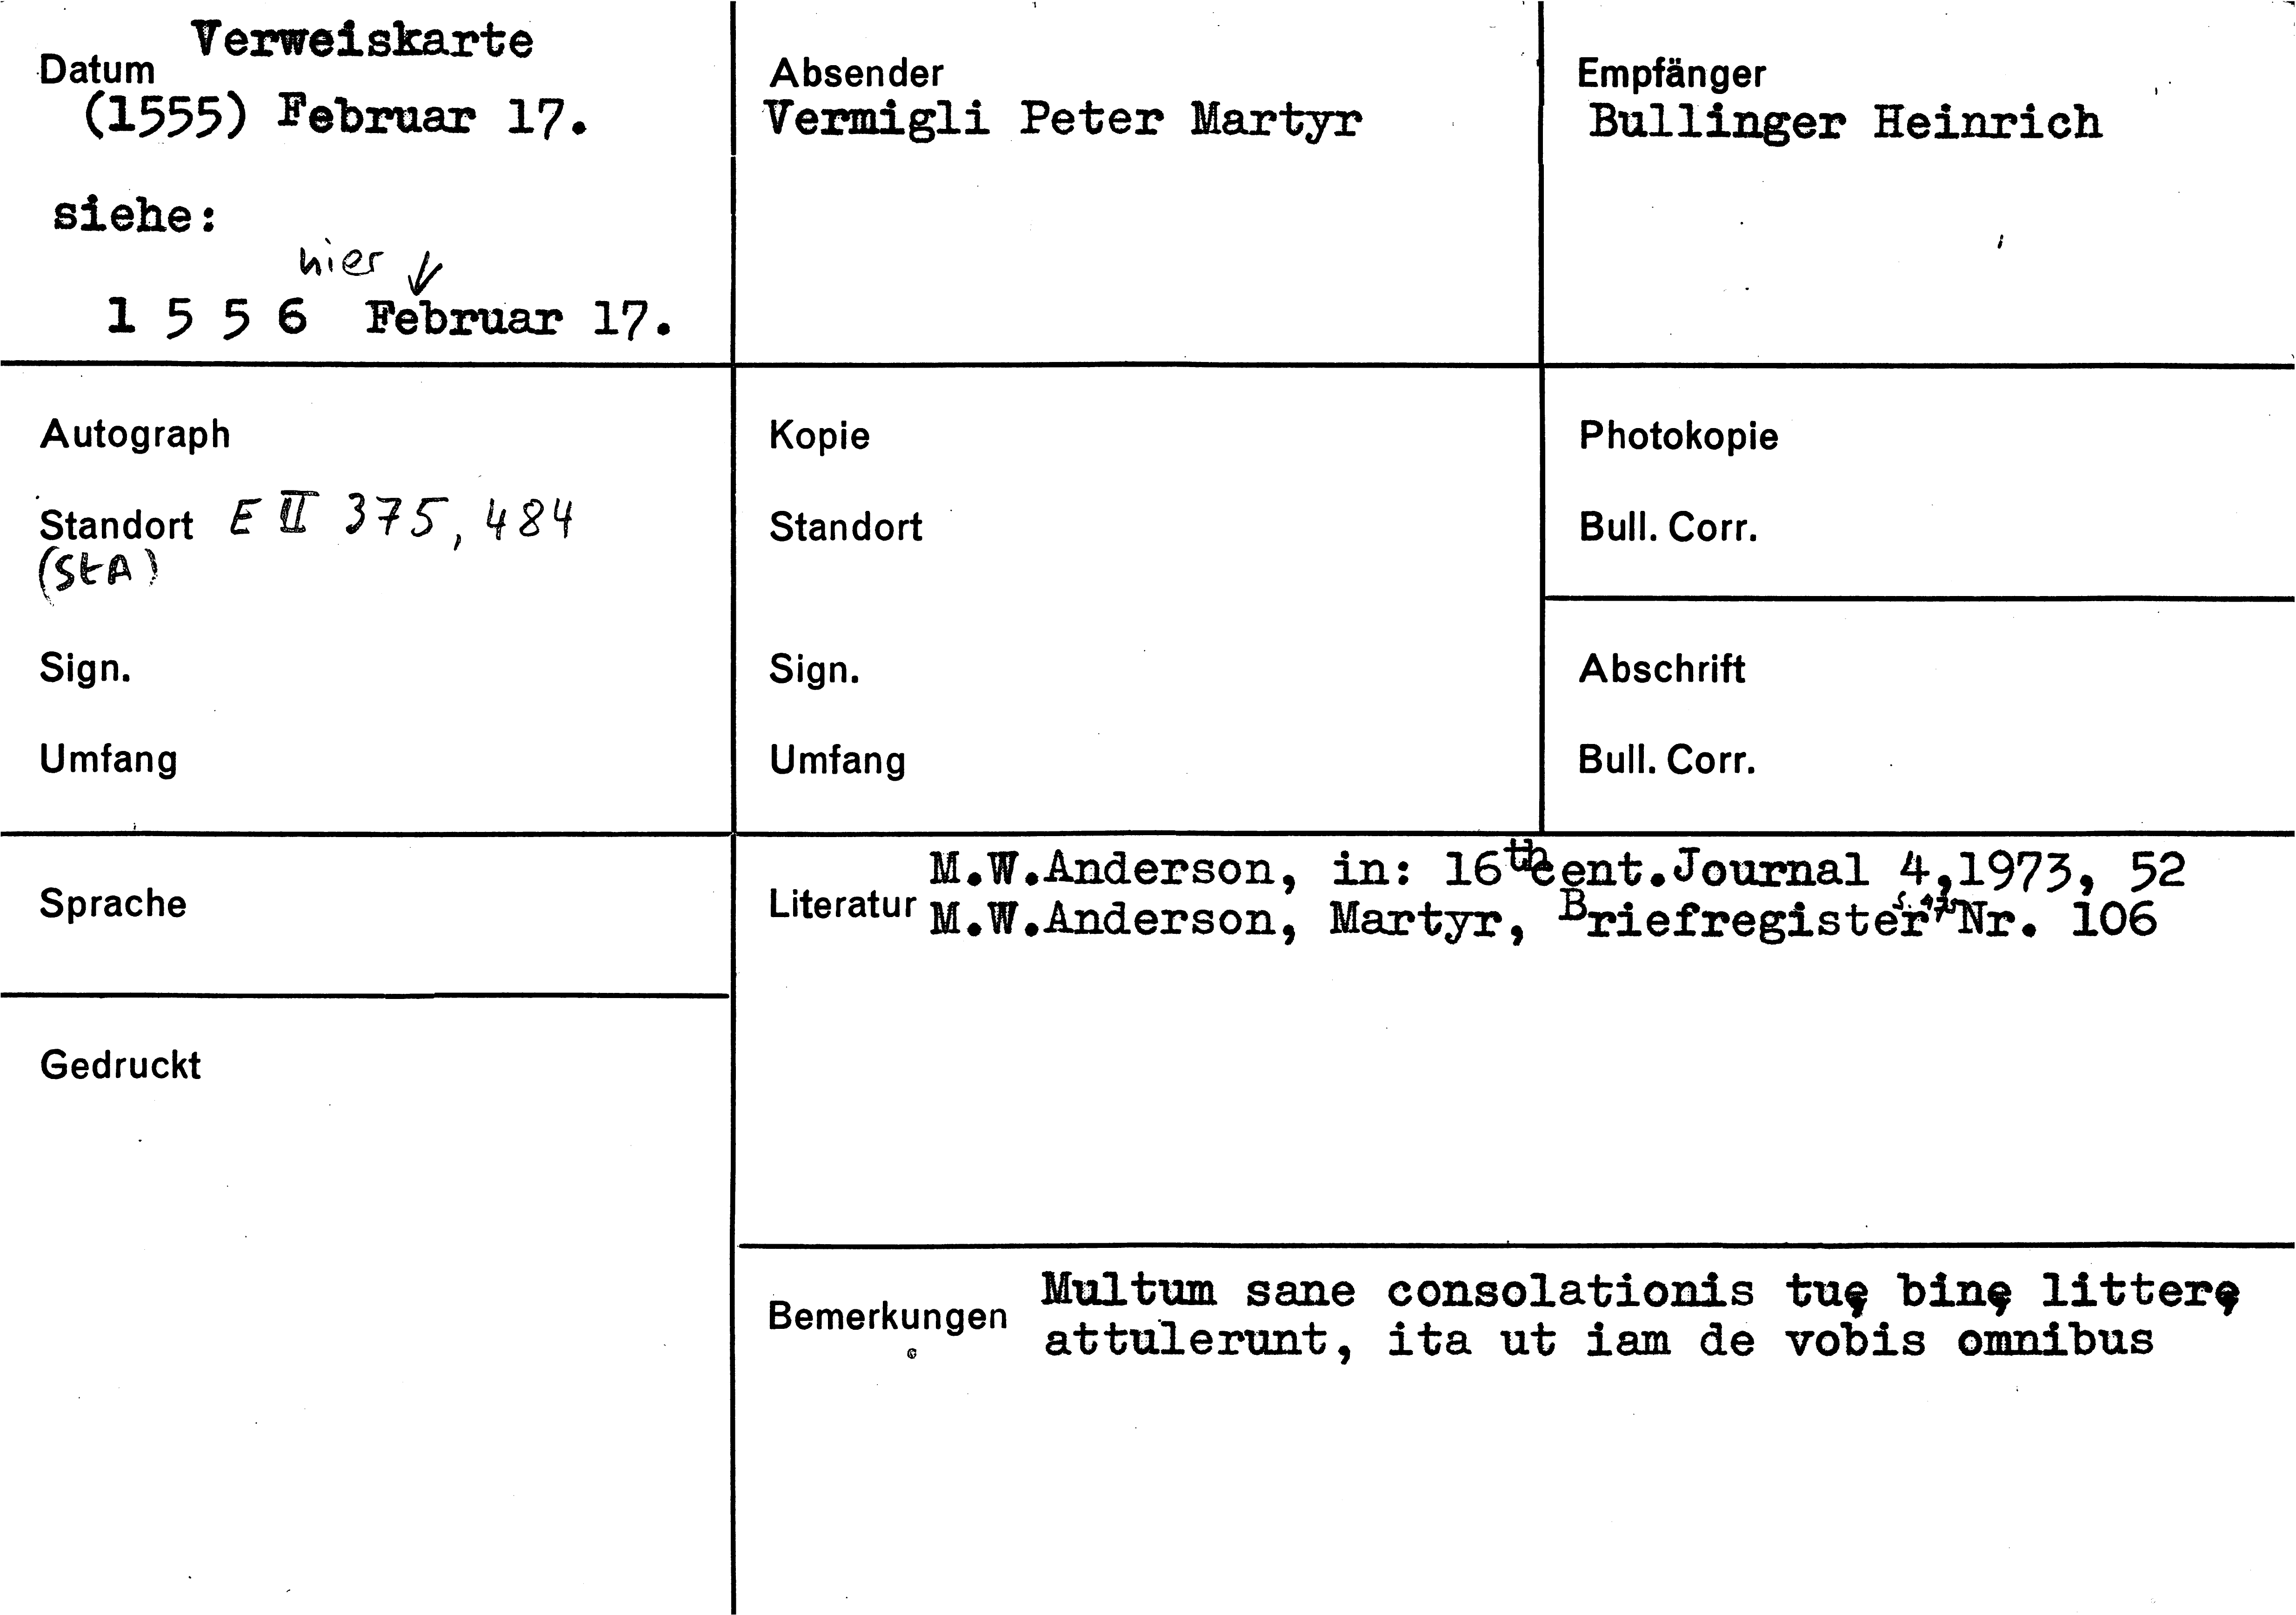 Verweiskarte
Datum
(1555) Februar 17.
siehe:
hier ↓
1 5 5 6 Februar 17.
Absender
Vermigli Peter Martyr
Empfänger
Bullinger Heinrich
Autograph
Standort E II 375, 484
(StA)
Sign.
Umfang
Kopie
Standort
Sign.
Umfang
Photokopie
Bull. Corr.
Abschrift
Bull. Corr.
Sprache
Gedruckt
Literatur
M.W.Anderson, in: 16th cent.Journal 4,1973, 52
M.W.Anderson, Martyr, Briefregister Nr. 106
Bemerkungen
Multum sane consolationis tuę binę litterę
attulerunt, ita ut iam de vobis omnibus